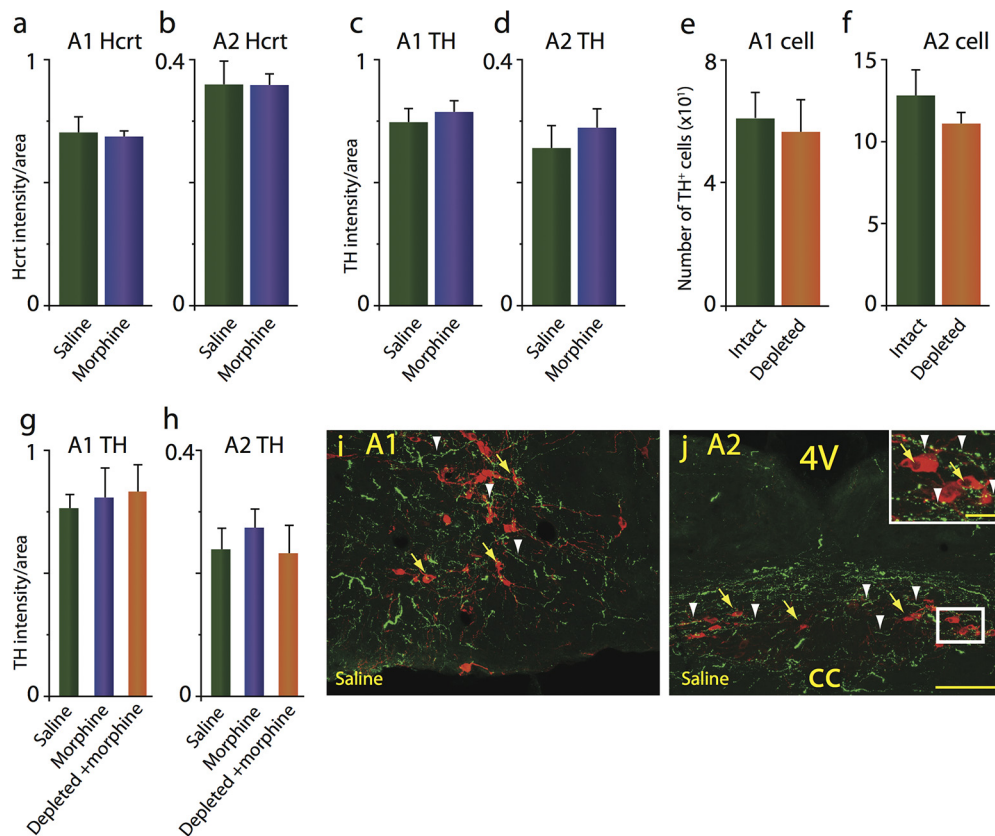 a
A1 Hcrt
1
0
Hcrt intensity/area
Saline
Morphine
b
A2 Hcrt
0.4
0
Saline
Morphine
c
A1 TH
1
0
TH intensity/area
Saline
Morphine
d
A2 TH
0.4
0
Saline
Morphine
e
A1 cell
8
4
0
Number of TH⁺ cells (x10¹)
Intact
Depleted
f
A2 cell
15
10
5
0
Intact
Depleted
g
A1 TH
1
0
TH intensity/area
Saline
Morphine
Depleted +morphine
h
A2 TH
0.4
0
Saline
Morphine
Depleted +morphine
i A1
Saline
j A2
4V
Saline
CC